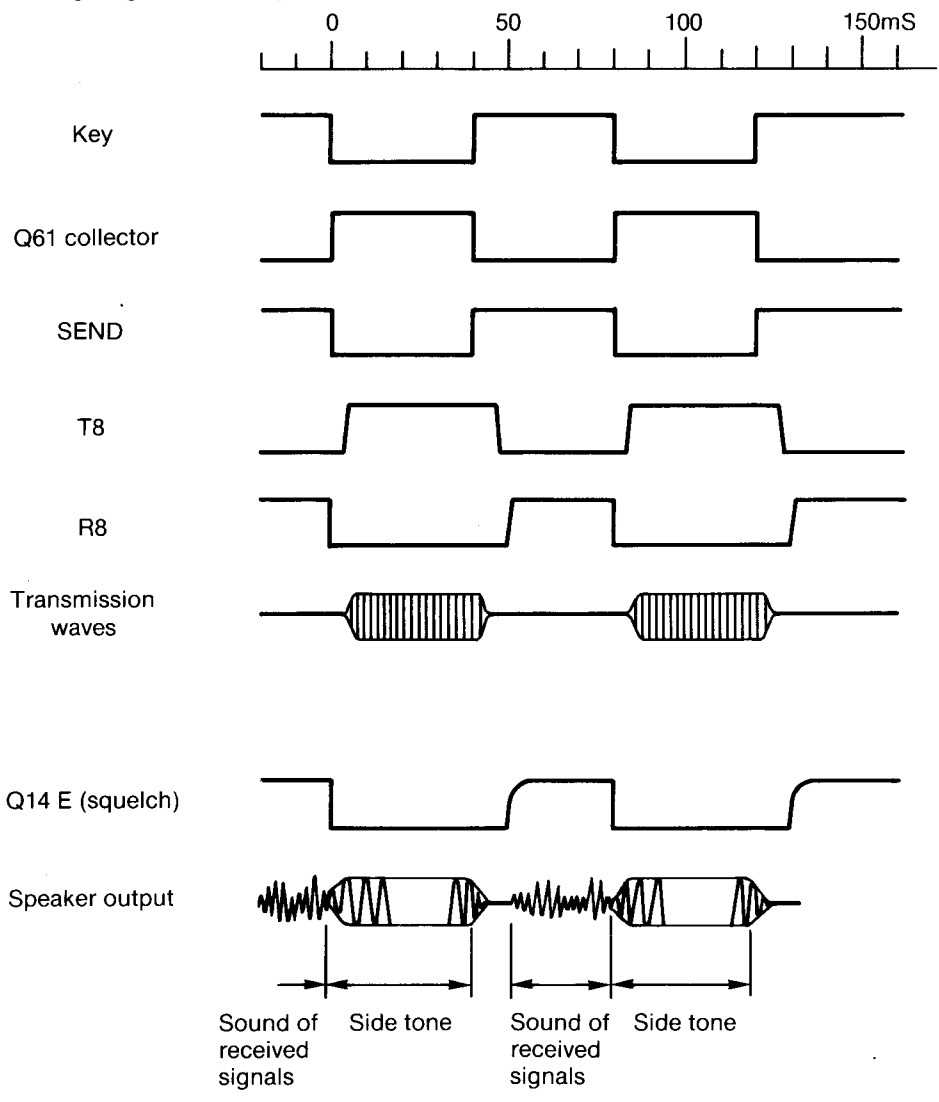 0 50 100 150mS
Key
Q61 collector
SEND
T8
R8
Transmission
waves
Q14 E (squelch)
Speaker output
Sound of
received
signals
Side tone
Sound of
received
signals
Side tone